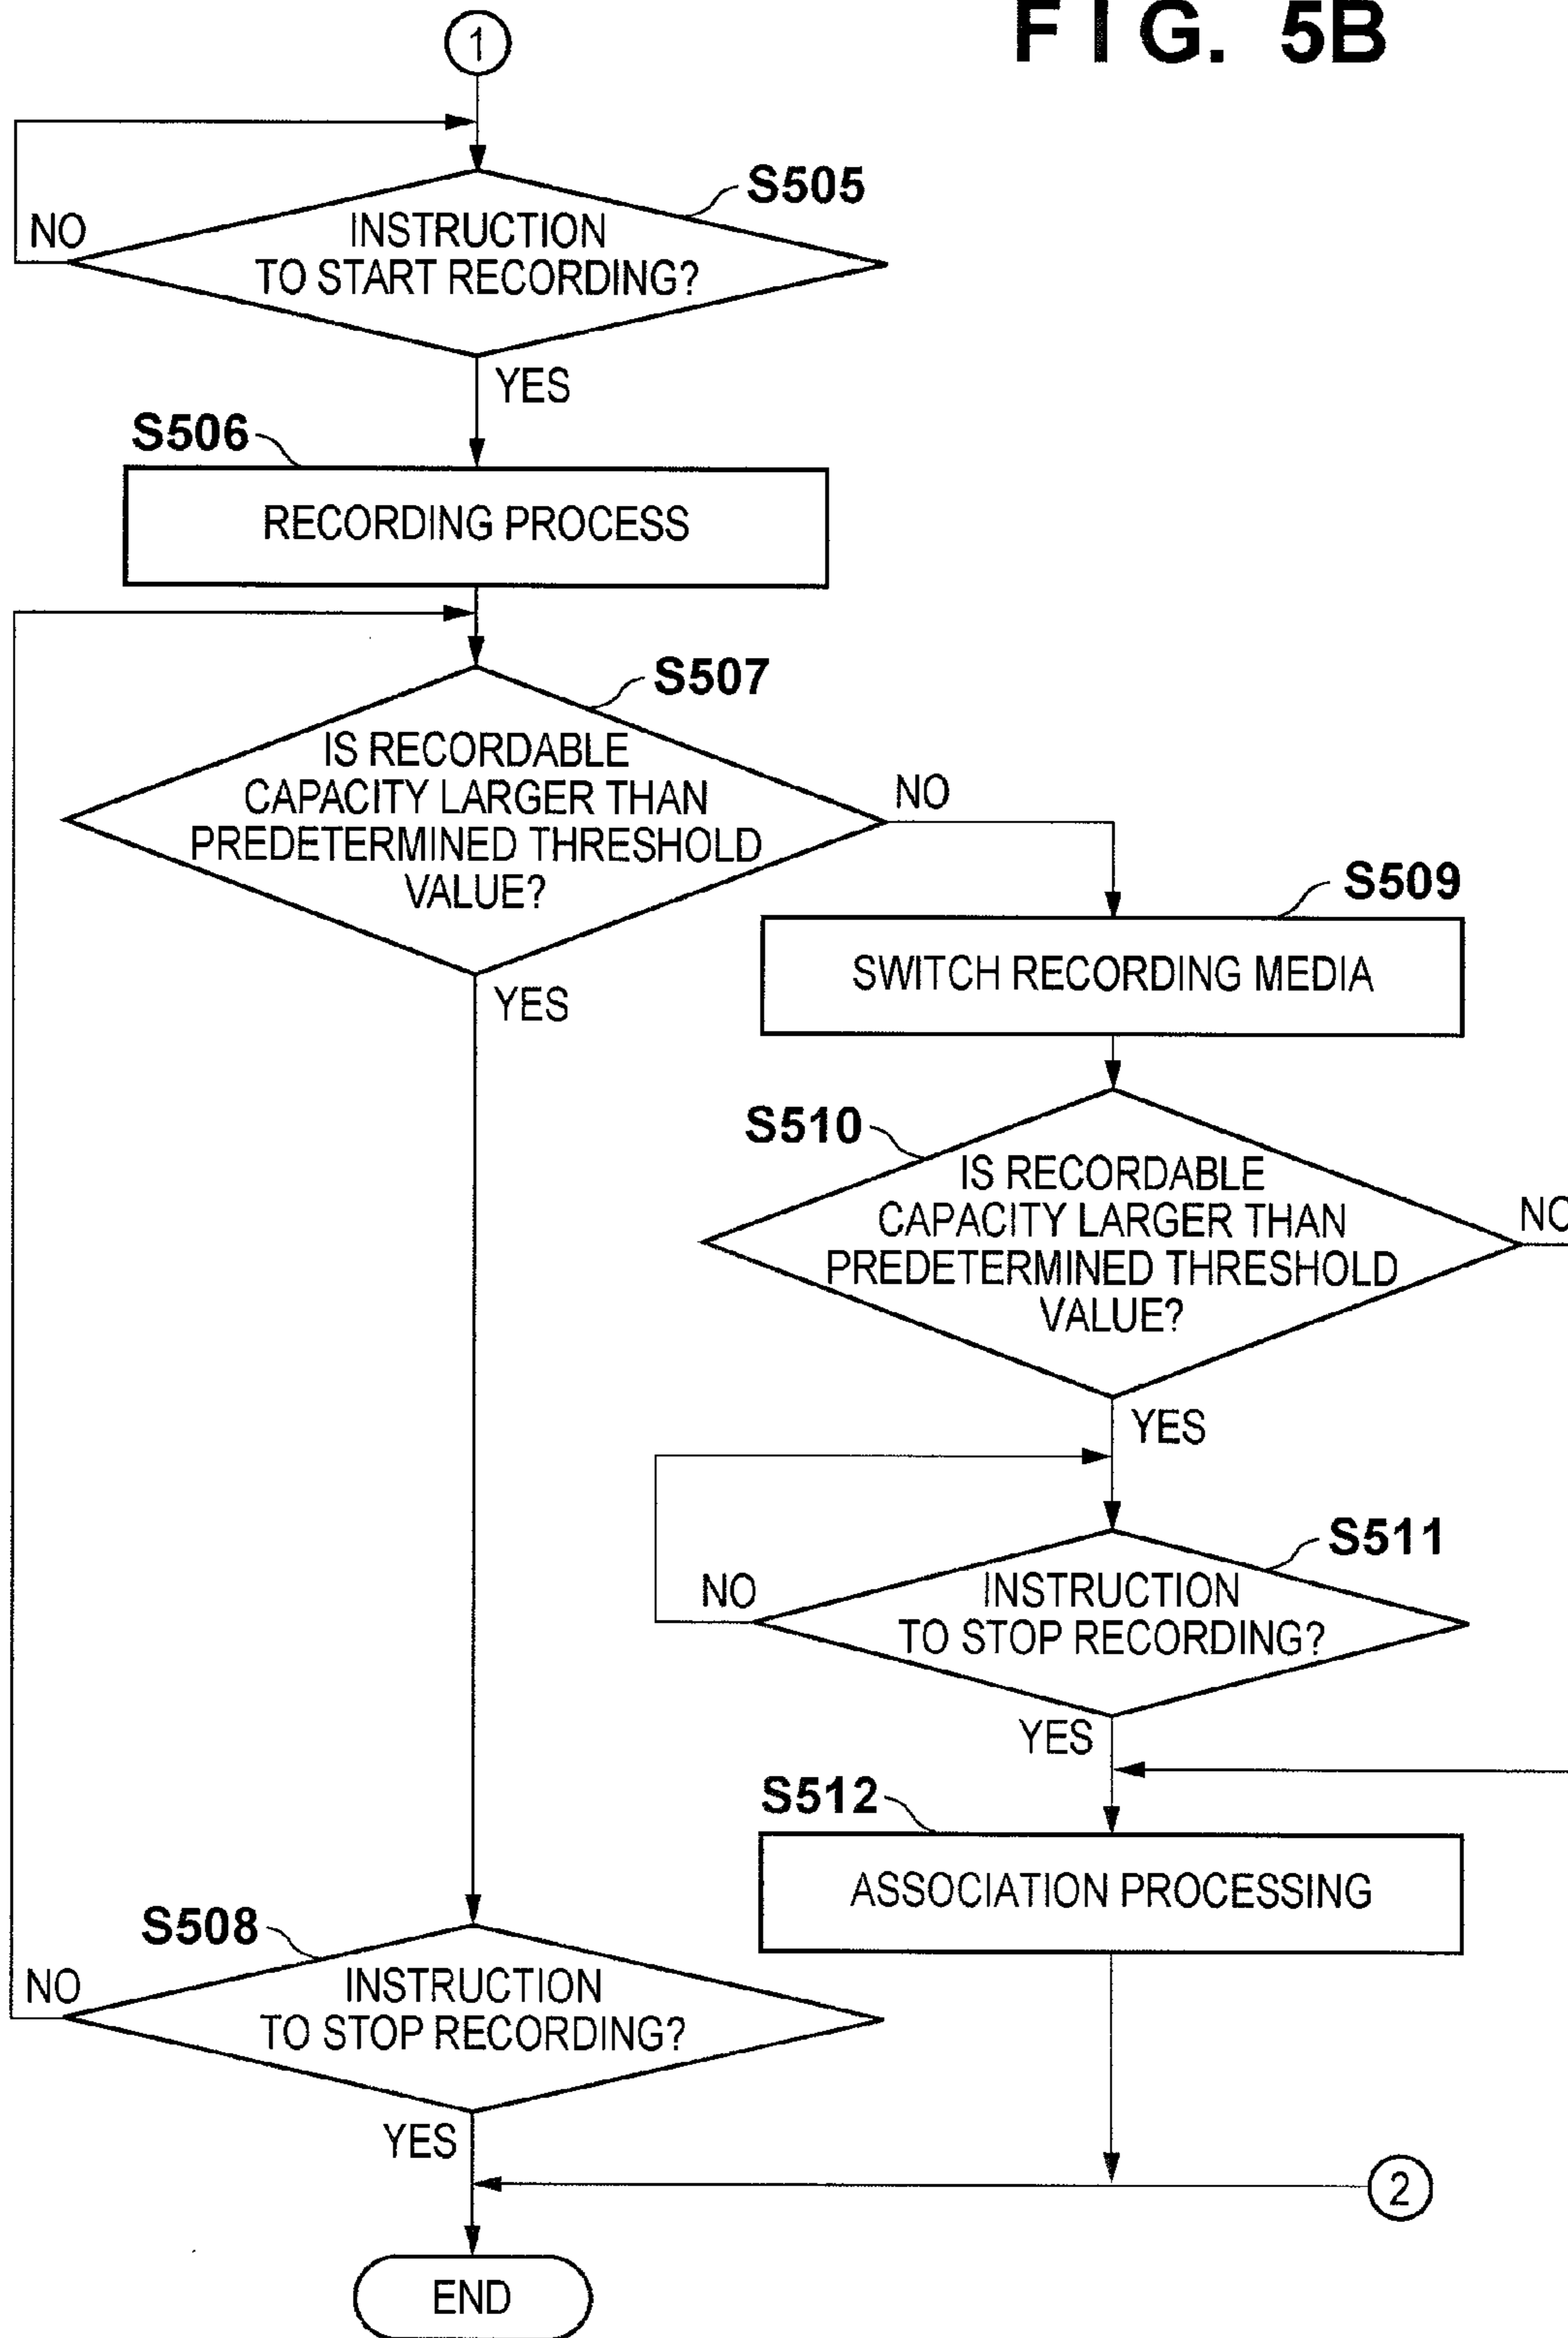 FIG. 5B
1
S505
NO
INSTRUCTION
TO START RECORDING?
YES
S506
RECORDING PROCESS
S507
IS RECORDABLE
CAPACITY LARGER THAN
PREDETERMINED THRESHOLD
VALUE?
NO
YES
S509
SWITCH RECORDING MEDIA
S510
IS RECORDABLE
CAPACITY LARGER THAN
PREDETERMINED THRESHOLD
VALUE?
NO
YES
S511
NO
INSTRUCTION
TO STOP RECORDING?
YES
S512
ASSOCIATION PROCESSING
S508
NO
INSTRUCTION
TO STOP RECORDING?
YES
2
END